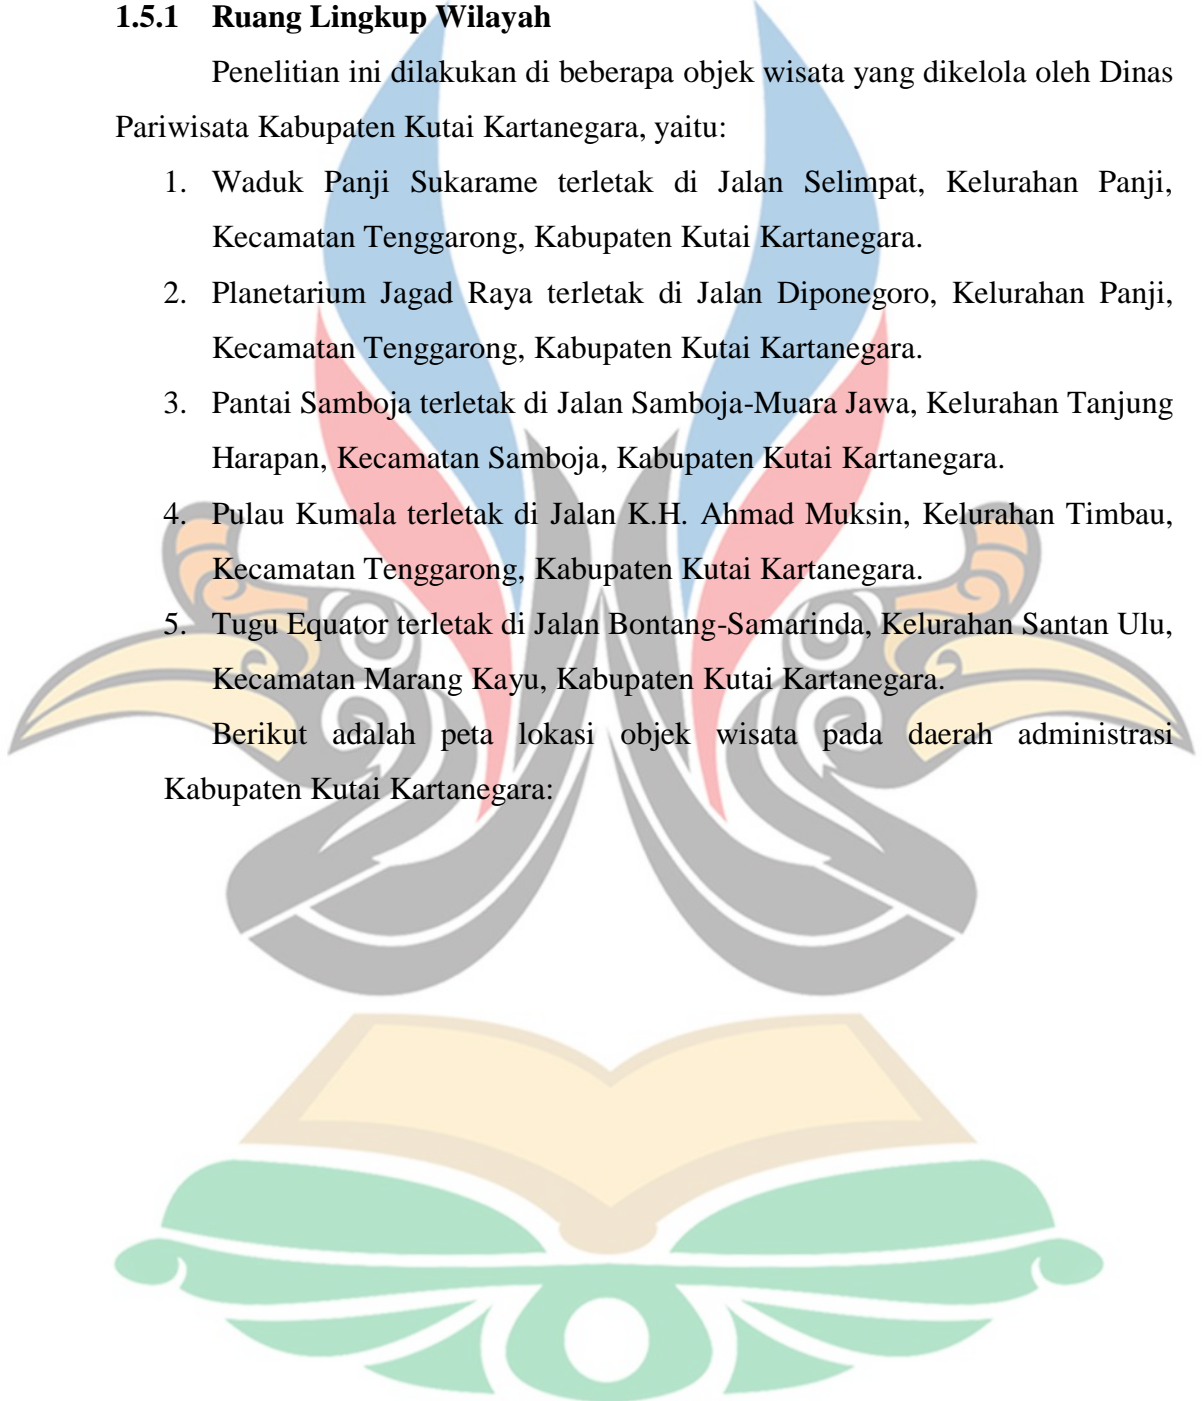 1.5.1 Ruang Lingkup Wilayah
Penelitian ini dilakukan di beberapa objek wisata yang dikelola oleh Dinas
Pariwisata Kabupaten Kutai Kartanegara, yaitu:
1. Waduk Panji Sukarame terletak di Jalan Selimpat, Kelurahan Panji,
Kecamatan Tenggarong, Kabupaten Kutai Kartanegara.
2. Planetarium Jagad Raya terletak di Jalan Diponegoro, Kelurahan Panji,
Kecamatan Tenggarong, Kabupaten Kutai Kartanegara.
3. Pantai Samboja terletak di Jalan Samboja-Muara Jawa, Kelurahan Tanjung
Harapan, Kecamatan Samboja, Kabupaten Kutai Kartanegara.
4. Pulau Kumala terletak di Jalan K.H. Ahmad Muksin, Kelurahan Timbau,
Kecamatan Tenggarong, Kabupaten Kutai Kartanegara.
5. Tugu Equator terletak di Jalan Bontang-Samarinda, Kelurahan Santan Ulu,
Kecamatan Marang Kayu, Kabupaten Kutai Kartanegara.
Berikut adalah peta lokasi objek wisata pada daerah administrasi
Kabupaten Kutai Kartanegara: